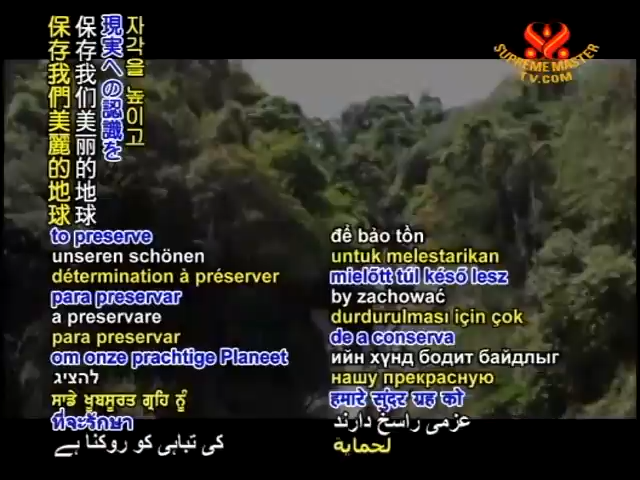 保存我們美麗的地球
保存我们美丽的地球
現実への認識を
자각을 높이고
SUPREME MASTER
TV.COM
to preserve
unseren schönen
détermination à préserver
para preservar
a preservare
para preservar
om onze prachtige Planeet
להציג
ਸਾਡੇ ਖੂਬਸੂਰਤ ਗ੍ਰਹਿ ਨੂੰ
ที่จะรักษา
کی تباہی کو روکنا ہے
để bảo tồn
untuk melestarikan
mielőtt túl késő lesz
by zachować
durdurulması için çok
de a conserva
ийн хүнд бодит байдлыг
нашу прекрасную
हमारे सुंदर ग्रह को
عزمی راسخ دارند
لحماية